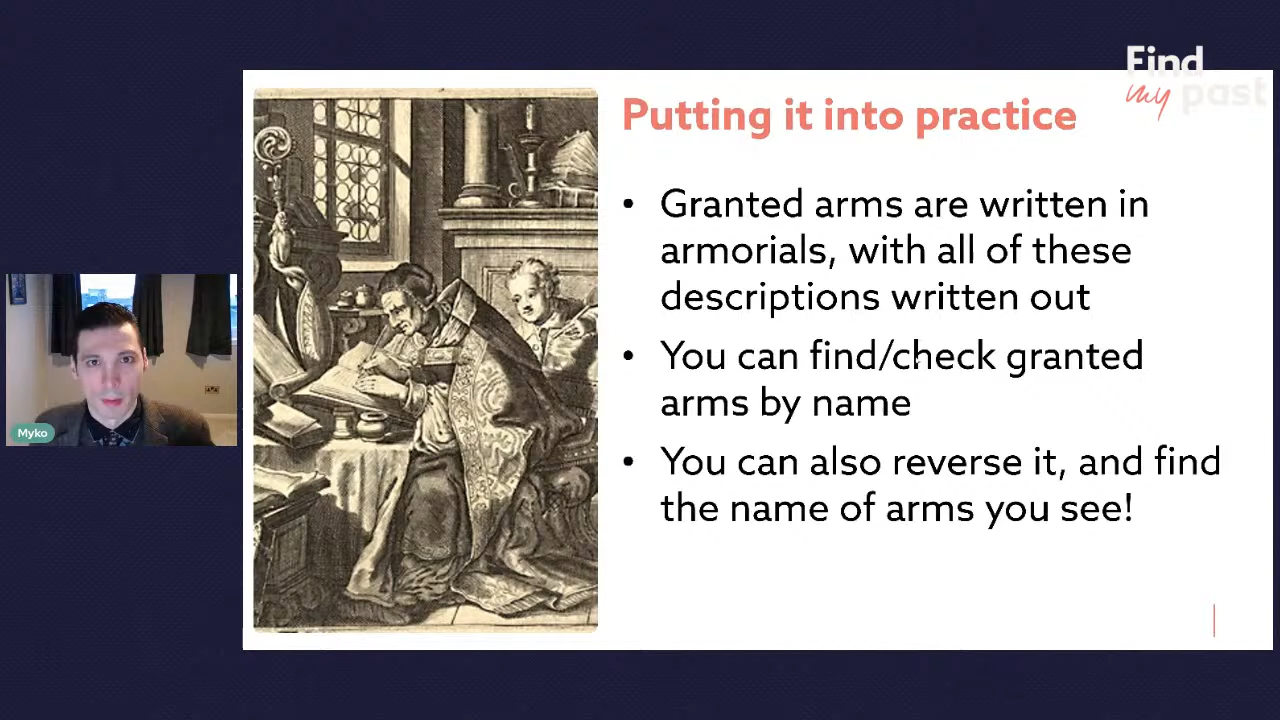 Find
my past
Putting it into practice
• Granted arms are written in
armorials, with all of these
descriptions written out
• You can find/check granted
arms by name
• You can also reverse it, and find
the name of arms you see!
Myko